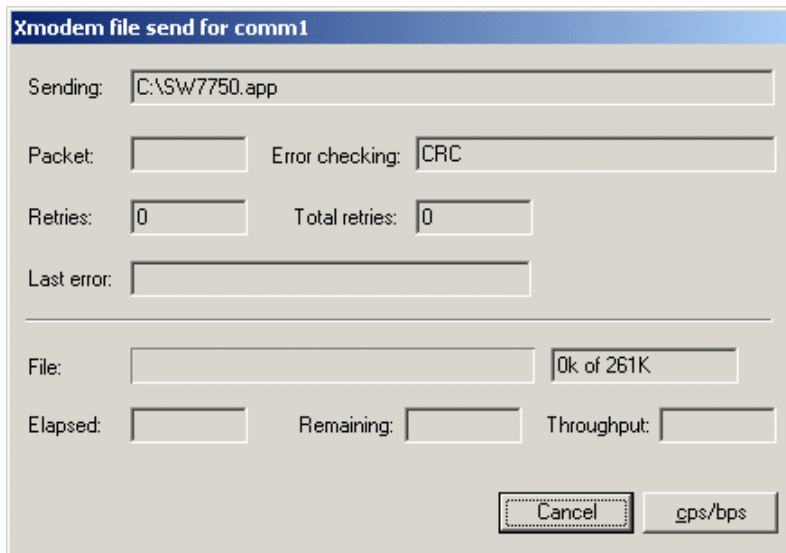 Xmodem file send for comm1
Sending: C:\SW7750.app
Packet: Error checking: CRC
Retries: 0 Total retries: 0
Last error:
File: 0k of 261K
Elapsed: Remaining: Throughput:
Cancel cps/bps